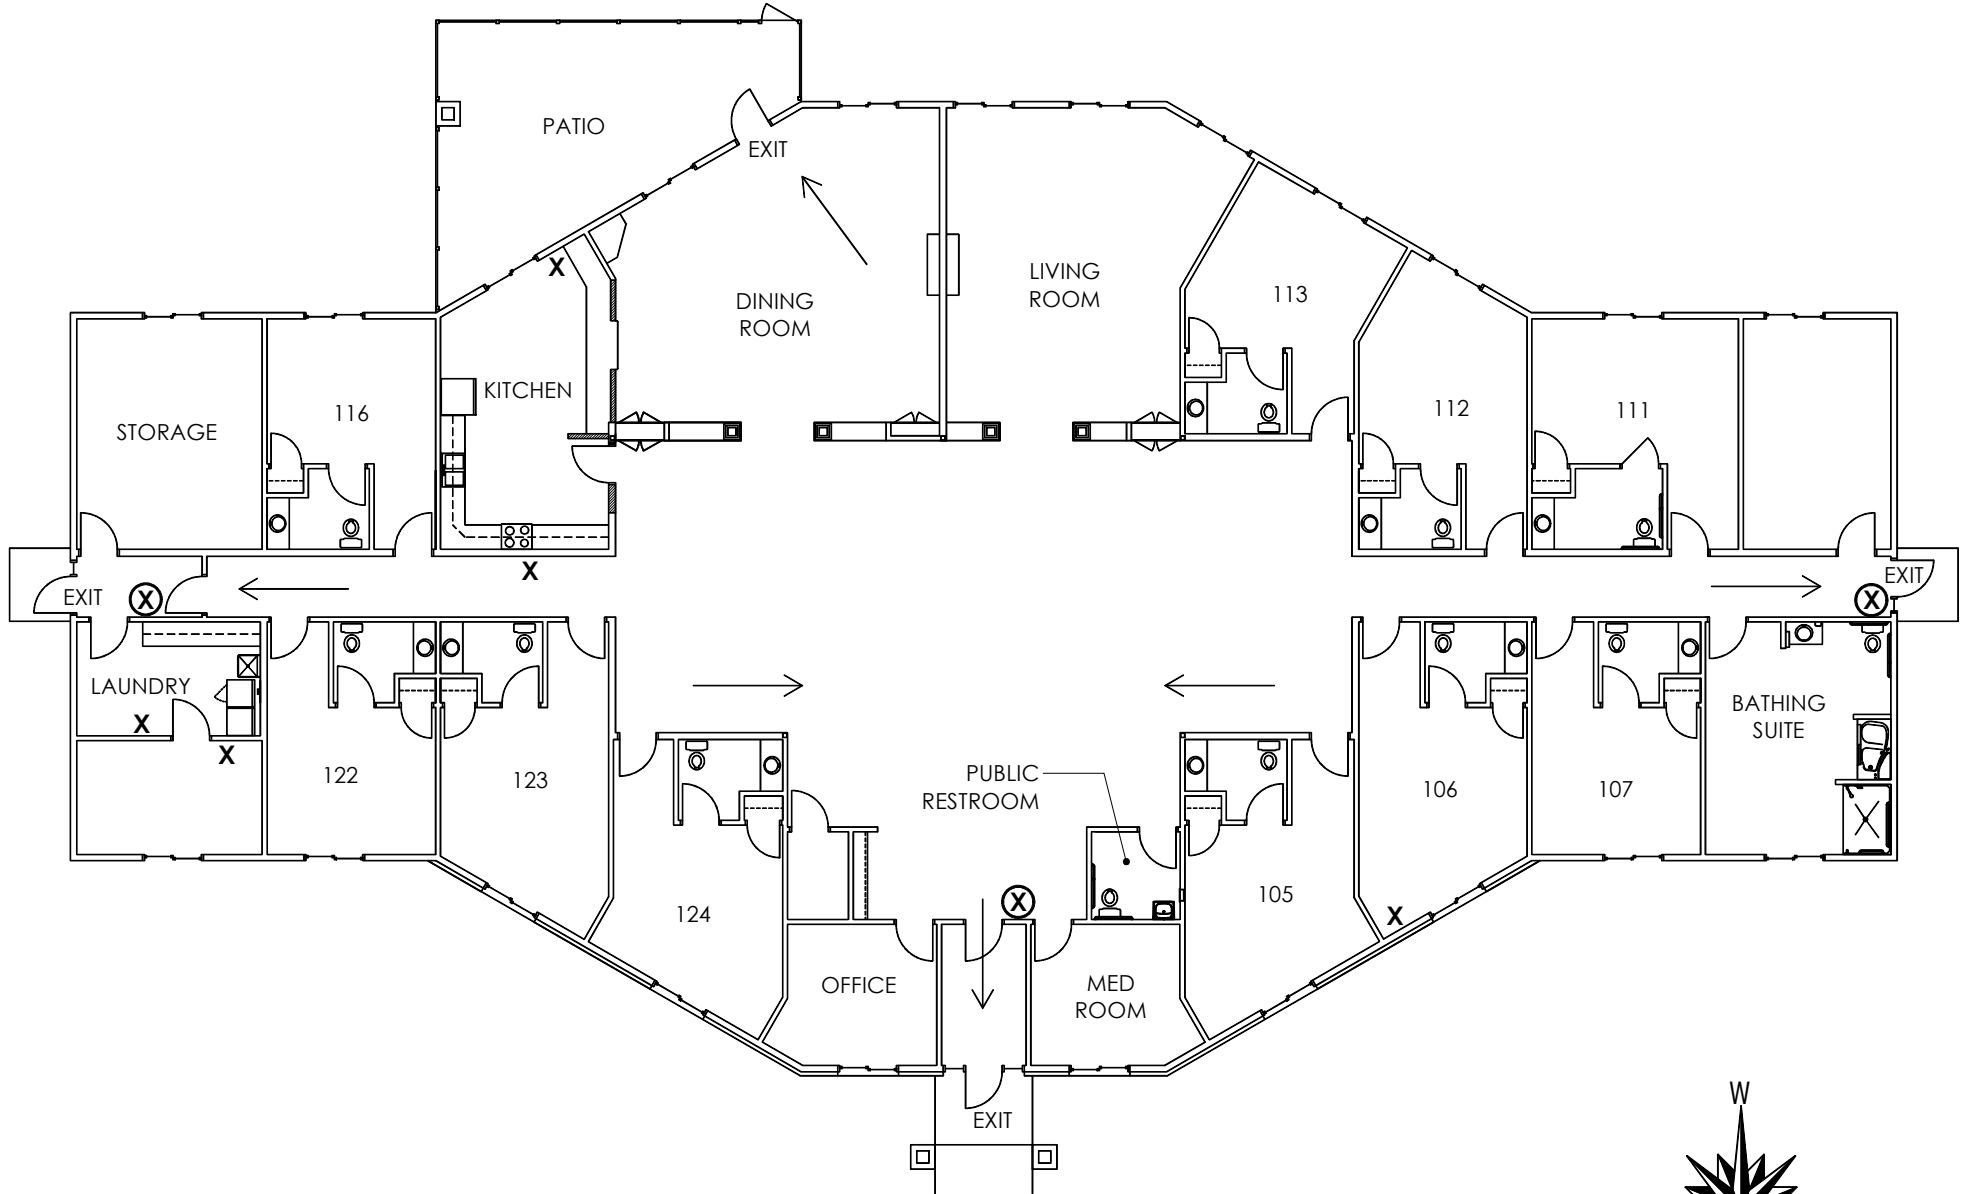 PATIO
EXIT
LIVING
ROOM
DINING
ROOM
113
X
KITCHEN
116
112
111
STORAGE
X
EXIT
X
EXIT
X
LAUNDRY
X
X
122
123
124
PUBLIC
RESTROOM
X
105
106
107
BATHING
SUITE
X
OFFICE
MED
ROOM
EXIT
W